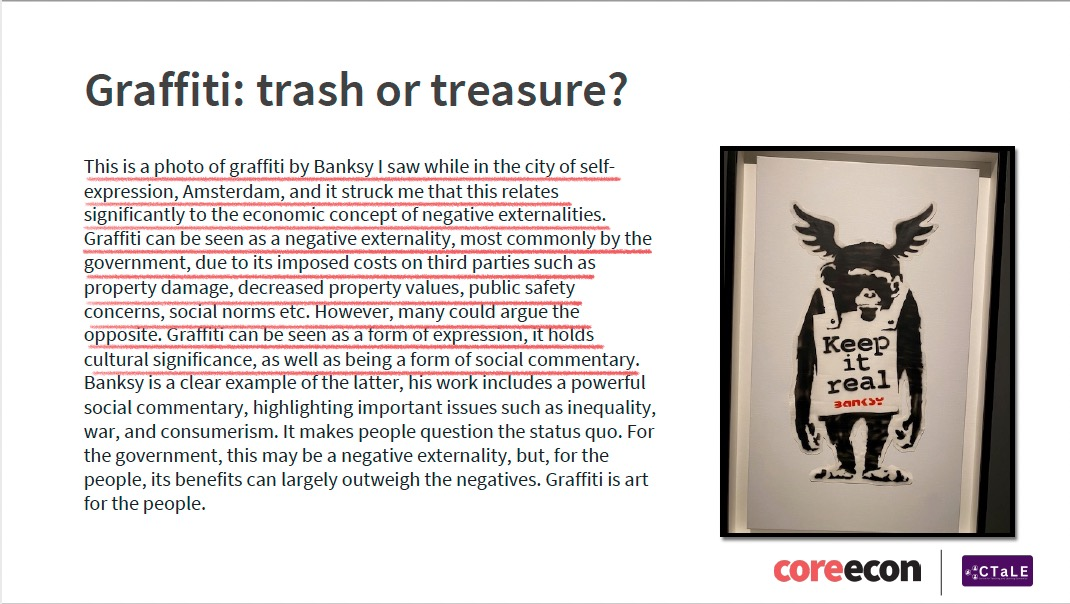 Graffiti: trash or treasure?
This is a photo of graffiti by Banksy I saw while in the city of self-
expression, Amsterdam, and it struck me that this relates
significantly to the economic concept of negative externalities.
Graffiti can be seen as a negative externality, most commonly by the
government, due to its imposed costs on third parties such as
property damage, decreased property values, public safety
concerns, social norms etc. However, many could argue the
opposite. Graffiti can be seen as a form of expression, it holds
cultural significance, as well as being a form of social commentary.
Banksy is a clear example of the latter, his work includes a powerful
social commentary, highlighting important issues such as inequality,
war, and consumerism. It makes people question the status quo. For
the government, this may be a negative externality, but, for the
people, its benefits can largely outweigh the negatives. Graffiti is art
for the people.
Keep
it
real
BANKSY
coreecon
CTaLE